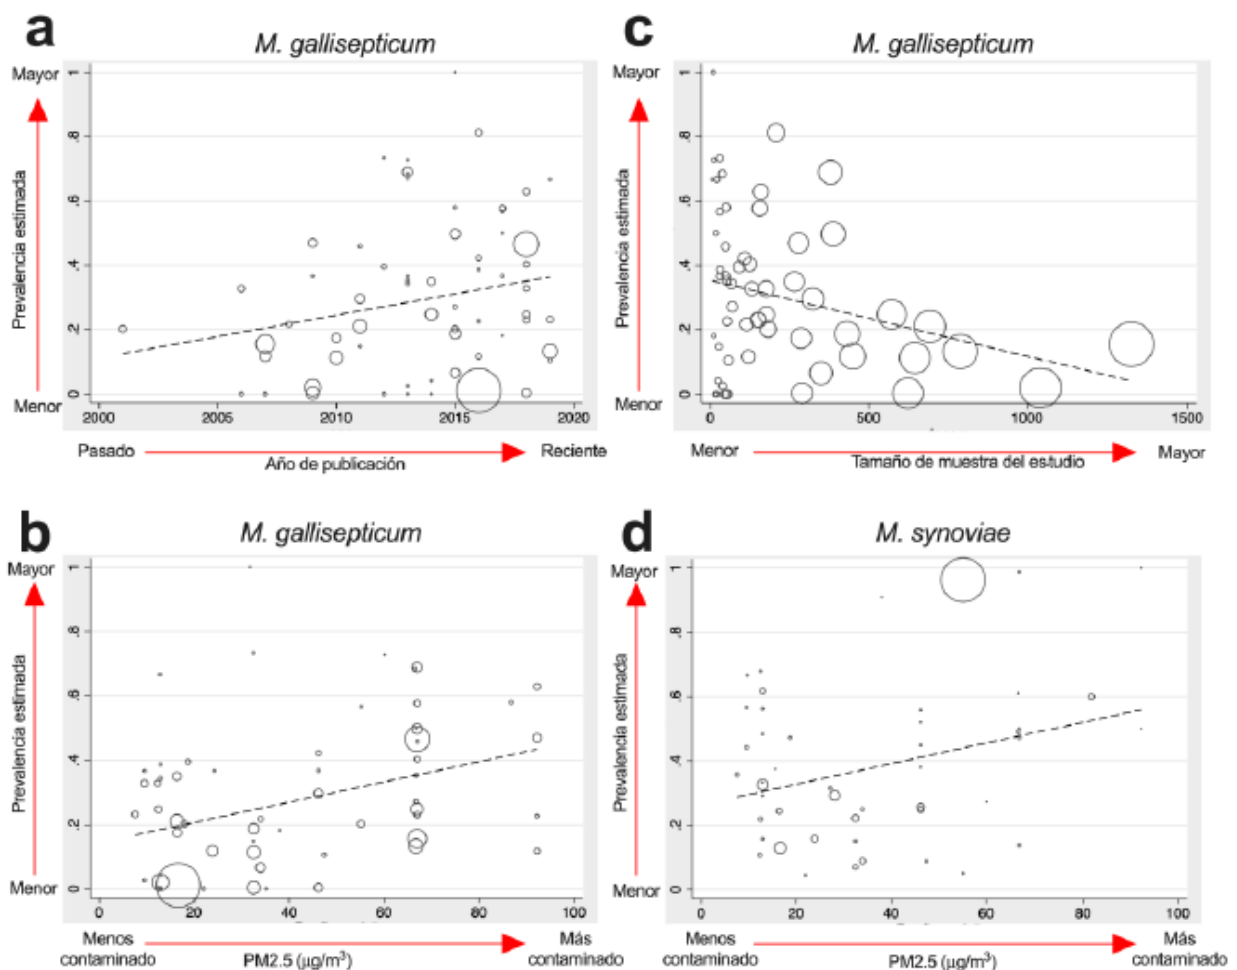 a
M. gallisepticum
Mayor
Prevalencia estimada
Menor
1
.8
.6
.4
.2
0
2000 2005 2010 2015 2020
Pasado Reciente
Año de publicación
c
M. gallisepticum
Mayor
Prevalencia estimada
Menor
1
.8
.6
.4
.2
0
0 500 1000 1500
Menor Mayor
Tamaño de muestra del estudio
b
M. gallisepticum
Mayor
Prevalencia estimada
Menor
1
.8
.6
.4
.2
0
0 20 40 60 80 100
Menos contaminado
Más contaminado
PM2.5 (µg/m³)
d
M. synoviae
Mayor
Prevalencia estimada
Menor
1
.8
.6
.4
.2
0
0 20 40 60 80 100
Menos contaminado
Más contaminado
PM2.5 (µg/m³)